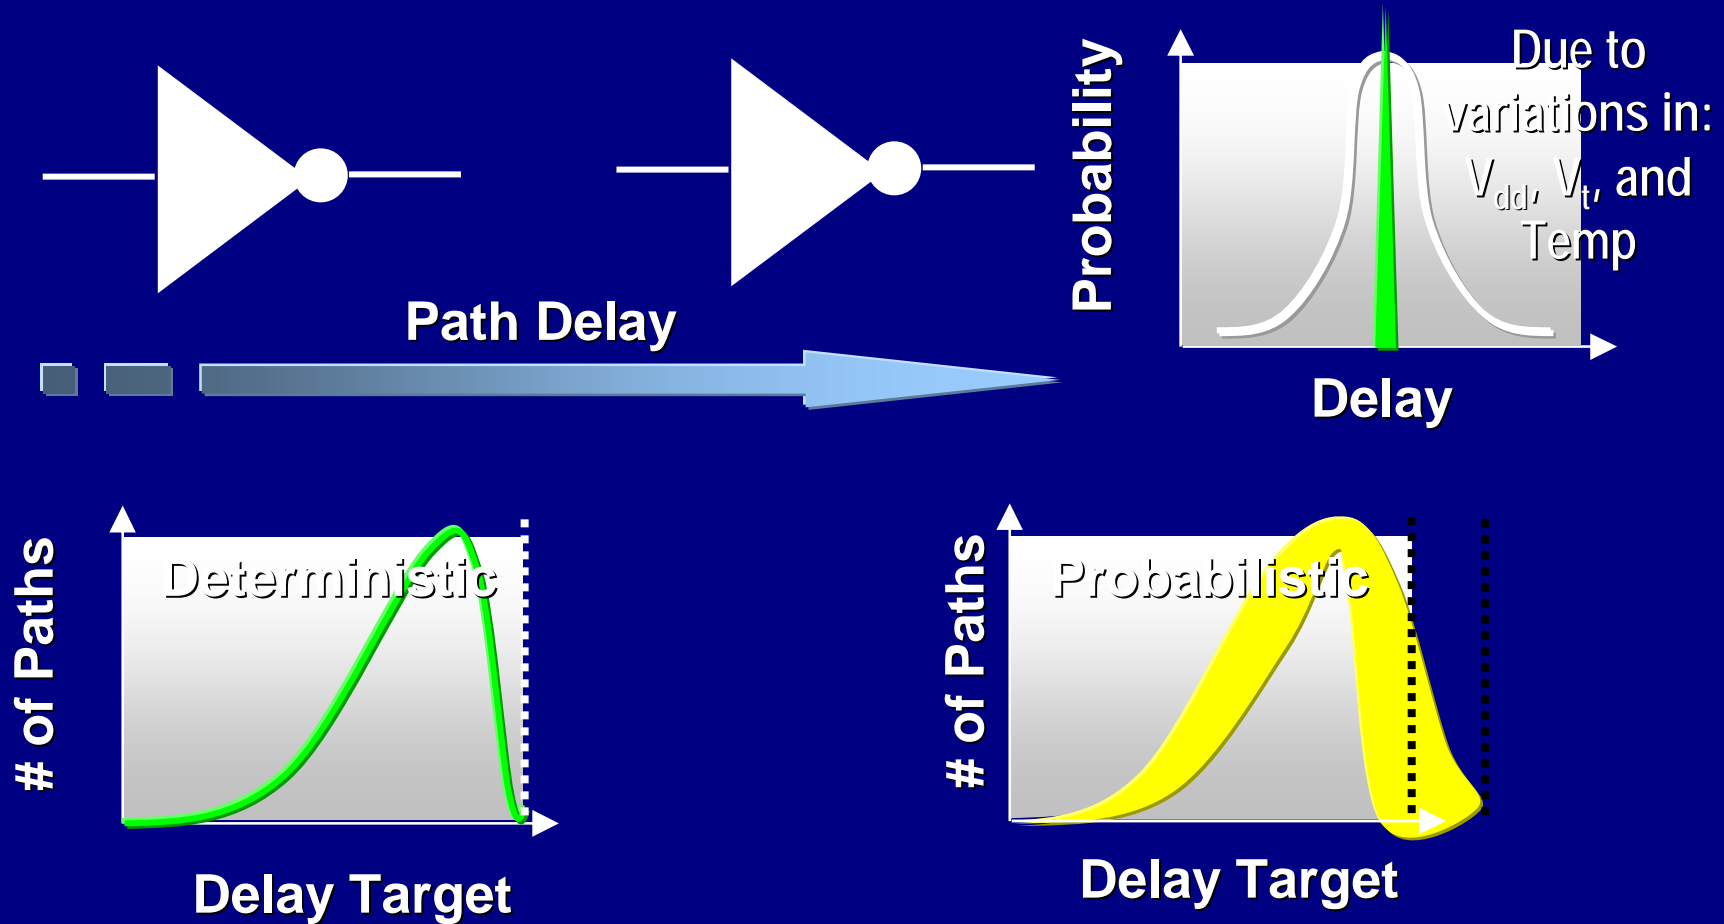 Path Delay
Probability
Due to
variations in:
Vdd, Vt, and
Temp
Delay
# of Paths
Deterministic
Delay Target
# of Paths
Probabilistic
Delay Target